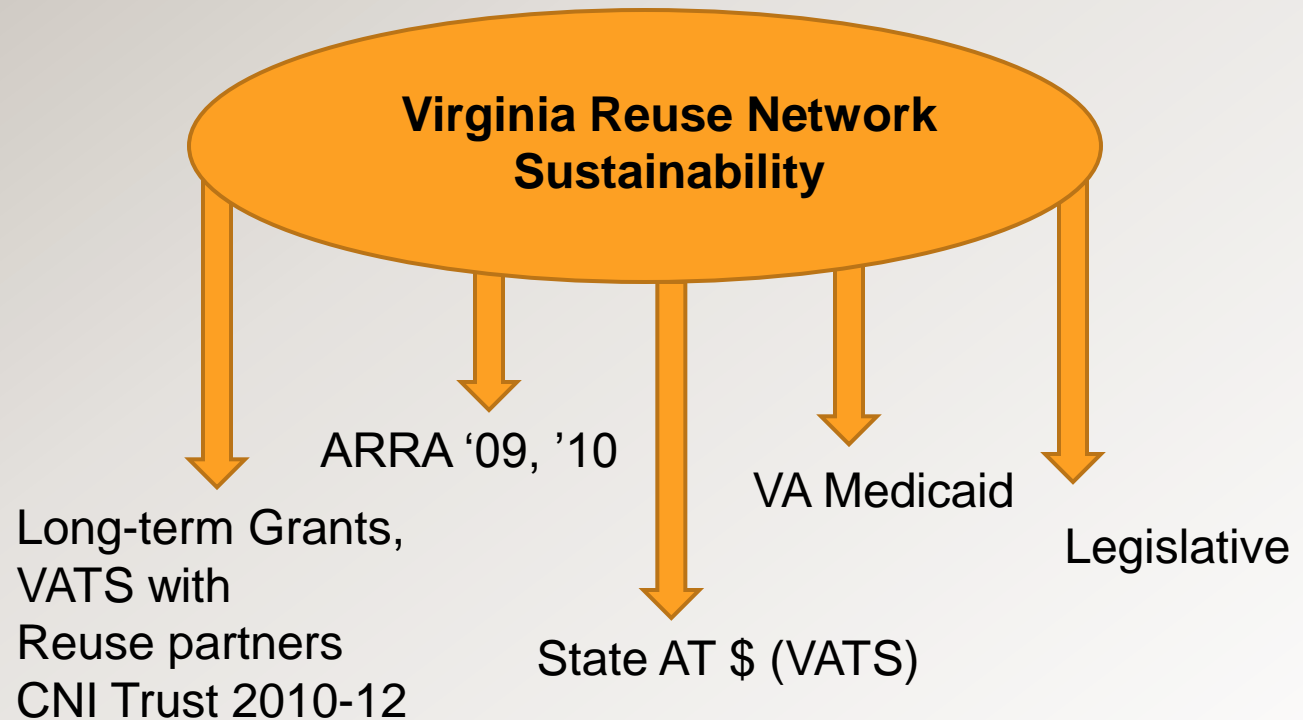 Virginia Reuse Network
Sustainability
ARRA ‘09, ’10
VA Medicaid
Long-term Grants,
VATS with
Reuse partners
CNI Trust 2010-12
Legislative
State AT $ (VATS)